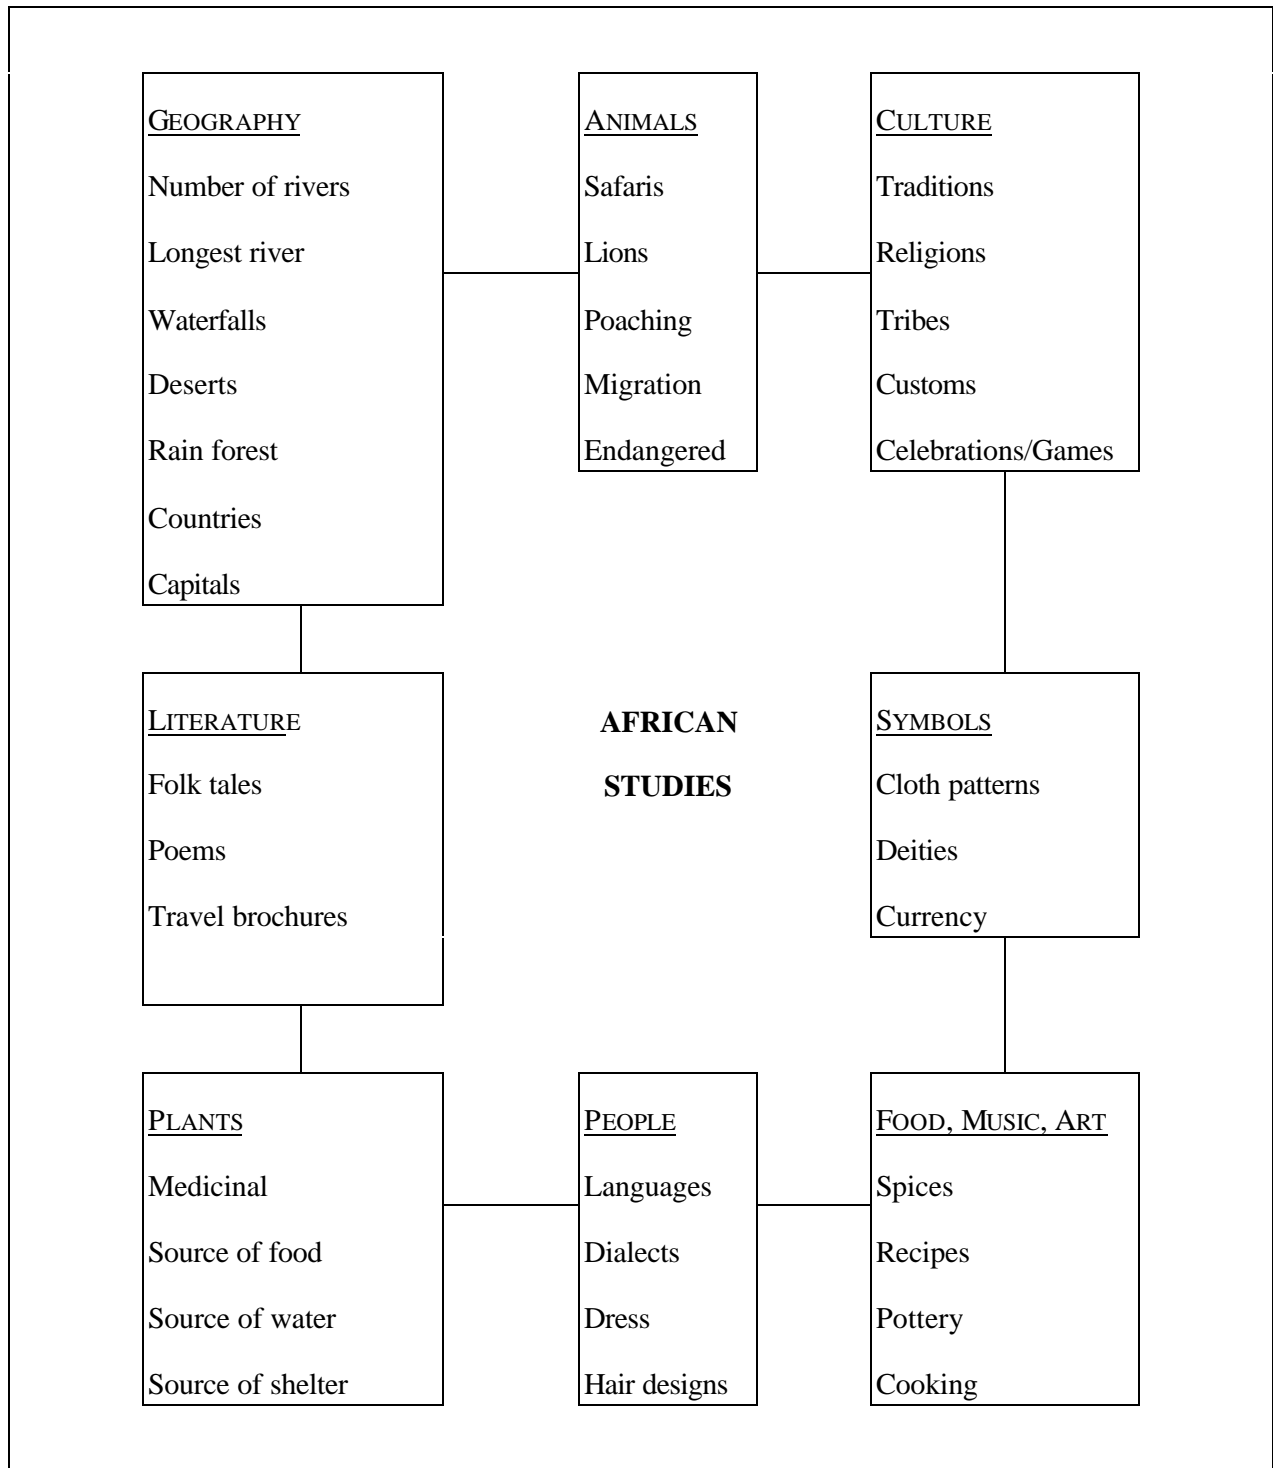 GEOGRAPHY
Number of rivers
Longest river
Waterfalls
Deserts
Rain forest
Countries
Capitals
ANIMALS
Safaris
Lions
Poaching
Migration
Endangered
CULTURE
Traditions
Religions
Tribes
Customs
Celebrations/Games
LITERATURE
Folk tales
Poems
Travel brochures
AFRICAN
STUDIES
SYMBOLS
Cloth patterns
Deities
Currency
PLANTS
Medicinal
Source of food
Source of water
Source of shelter
PEOPLE
Languages
Dialects
Dress
Hair designs
FOOD, MUSIC, ART
Spices
Recipes
Pottery
Cooking